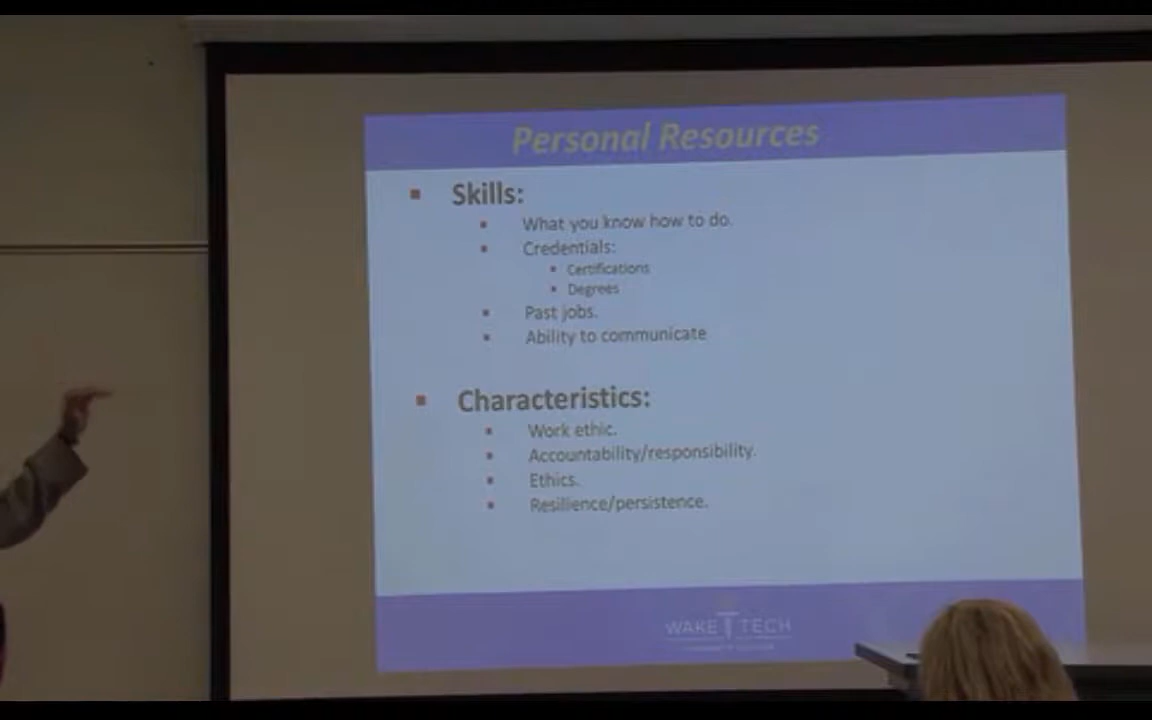 Personal Resources
Skills:
What you know how to do.
Credentials:
Certifications
Degrees
Past jobs.
Ability to communicate
Characteristics:
Work ethic.
Accountability/responsibility.
Ethics.
Resilience/persistence.
WAKE TECH